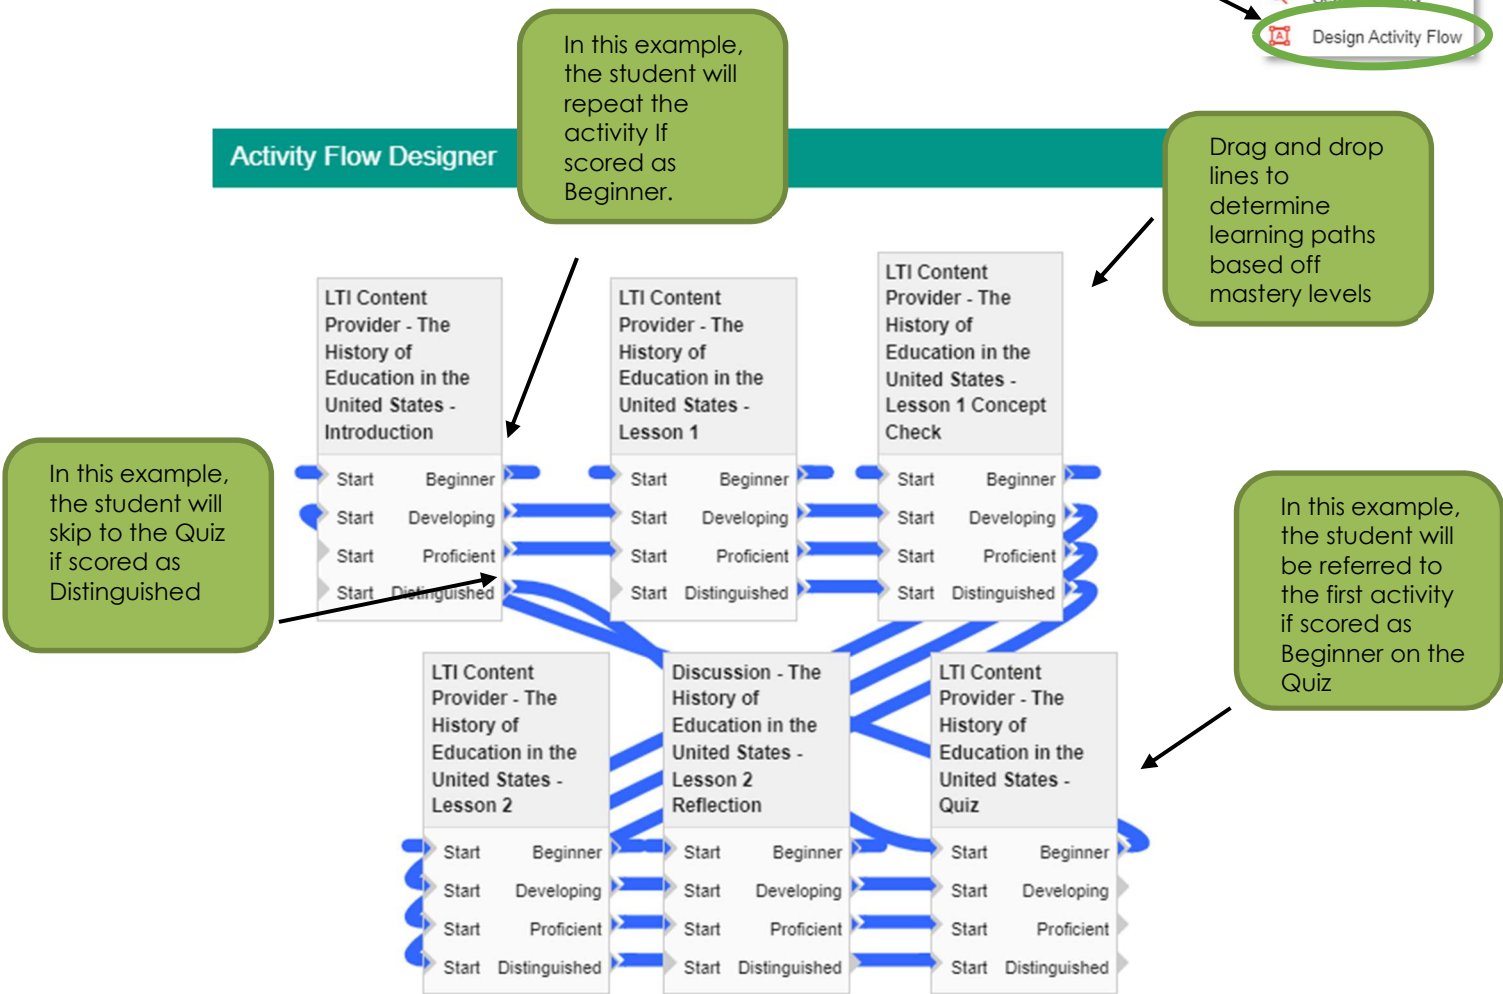 Design Activity Flow
In this example,
the student will
repeat the
activity If
scored as
Beginner.
Activity Flow Designer
Drag and drop
lines to
determine
learning paths
based off
mastery levels
LTI Content
Provider - The
History of
Education in the
United States -
Introduction
Start Beginner
Start Developing
Start Proficient
Start Distinguished
LTI Content
Provider - The
History of
Education in the
United States -
Lesson 1
Start Beginner
Start Developing
Start Proficient
Start Distinguished
LTI Content
Provider - The
History of
Education in the
United States -
Lesson 1 Concept
Check
Start Beginner
Start Developing
Start Proficient
Start Distinguished
In this example,
the student will
skip to the Quiz
if scored as
Distinguished
In this example,
the student will
be referred to
the first activity
if scored as
Beginner on the
Quiz
LTI Content
Provider - The
History of
Education in the
United States -
Lesson 2
Start Beginner
Start Developing
Start Proficient
Start Distinguished
Discussion - The
History of
Education in the
United States -
Lesson 2
Reflection
Start Beginner
Start Developing
Start Proficient
Start Distinguished
LTI Content
Provider - The
History of
Education in the
United States -
Quiz
Start Beginner
Start Developing
Start Proficient
Start Distinguished